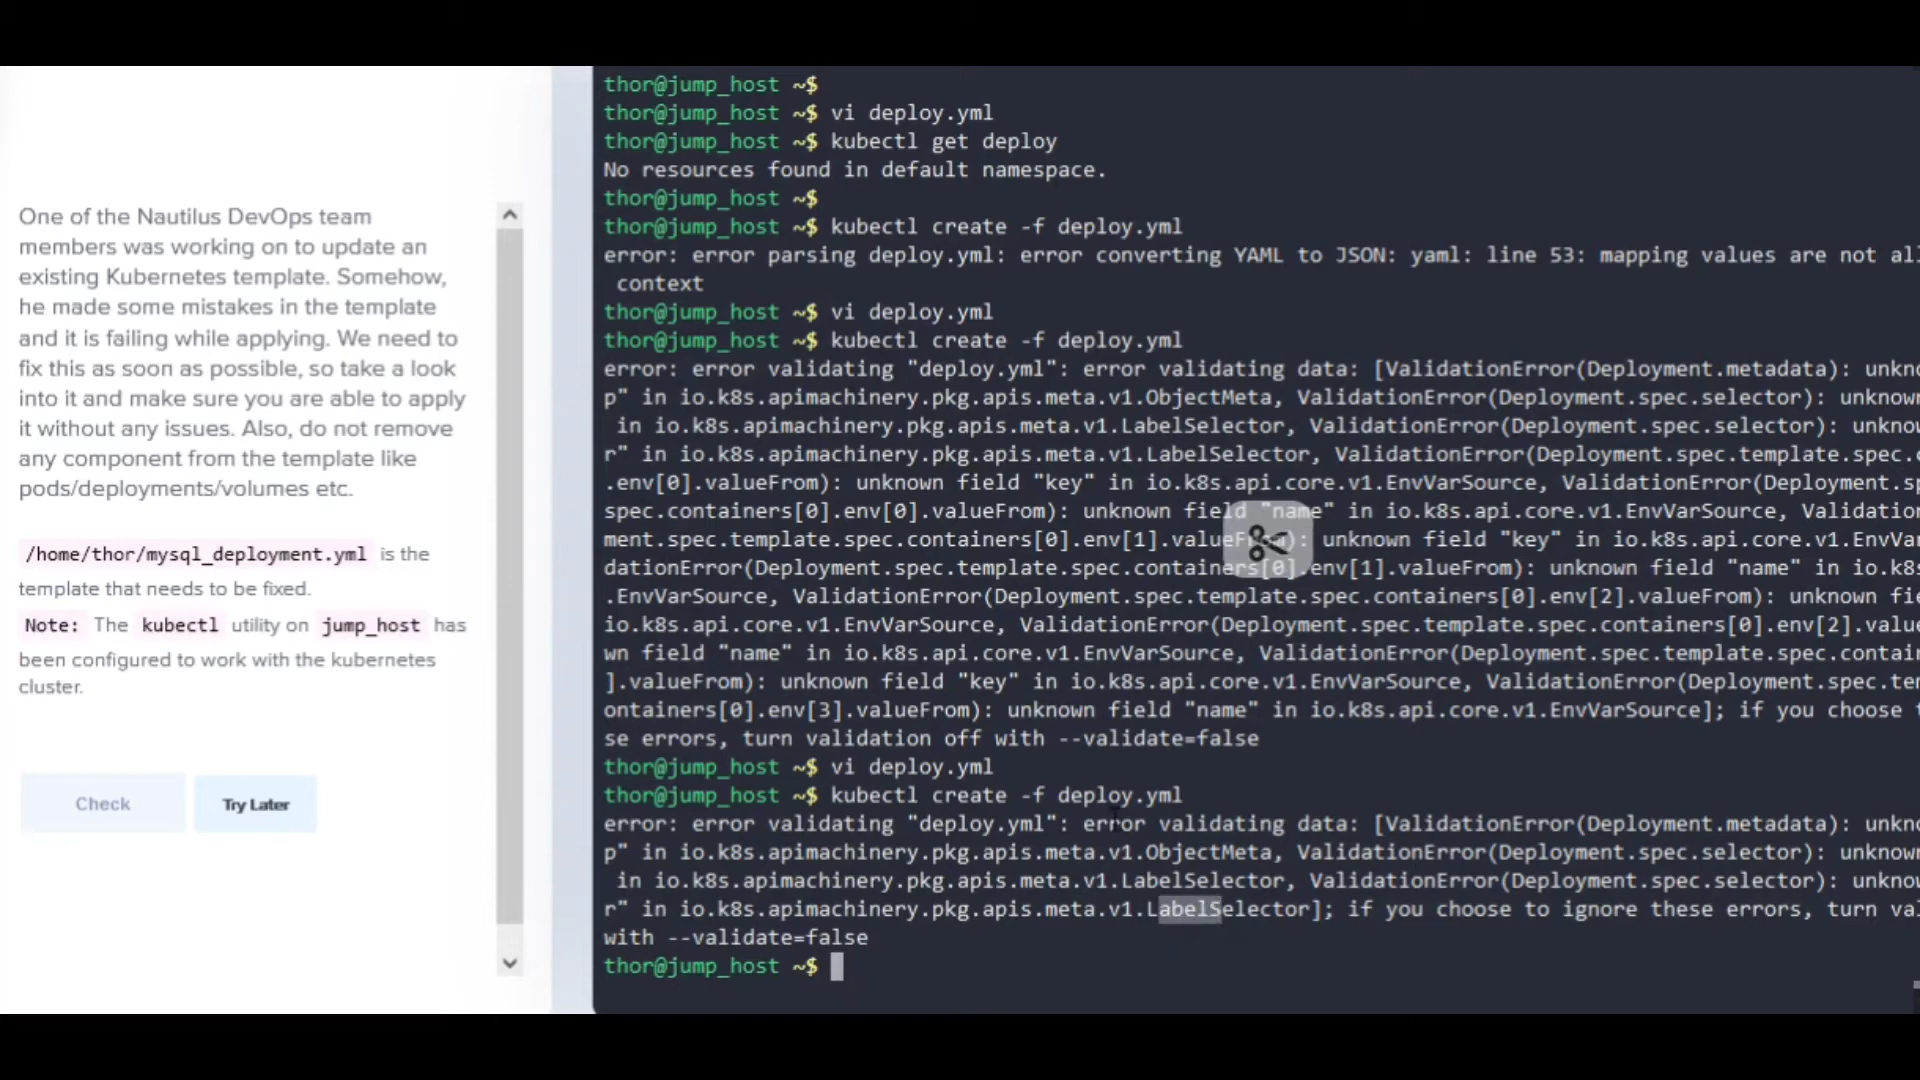 One of the Nautilus DevOps team
members was working on to update an
existing Kubernetes template. Somehow,
he made some mistakes in the template
and it is failing while applying. We need to
fix this as soon as possible, so take a look
into it and make sure you are able to apply
it without any issues. Also, do not remove
any component from the template like
pods/deployments/volumes etc.
/home/thor/mysql_deployment.yml is the
template that needs to be fixed.
Note: The kubectl utility on jump_host has
been configured to work with the kubernetes
cluster.
Check Try Later
thor@jump_host ~$
thor@jump_host ~$ vi deploy.yml
thor@jump_host ~$ kubectl get deploy
No resources found in default namespace.
thor@jump_host ~$
thor@jump_host ~$ kubectl create -f deploy.yml
error: error parsing deploy.yml: error converting YAML to JSON: yaml: line 53: mapping values are not all
context
thor@jump_host ~$ vi deploy.yml
thor@jump_host ~$ kubectl create -f deploy.yml
error: error validating "deploy.yml": error validating data: [ValidationError(Deployment.metadata): unkno
p" in io.k8s.apimachinery.pkg.apis.meta.v1.ObjectMeta, ValidationError(Deployment.spec.selector): unknown
in io.k8s.apimachinery.pkg.apis.meta.v1.LabelSelector, ValidationError(Deployment.spec.selector): unknow
r" in io.k8s.apimachinery.pkg.apis.meta.v1.LabelSelector, ValidationError(Deployment.spec.template.spec.c
.env[0].valueFrom): unknown field "key" in io.k8s.api.core.v1.EnvVarSource, ValidationError(Deployment.sp
spec.containers[0].env[0].valueFrom): unknown field "name" in io.k8s.api.core.v1.EnvVarSource, Validation
ment.spec.template.spec.containers[0].env[1].valueFrom): unknown field "key" in io.k8s.api.core.v1.EnvVar
dationError(Deployment.spec.template.spec.containers[0].env[1].valueFrom): unknown field "name" in io.k8s
.EnvVarSource, ValidationError(Deployment.spec.template.spec.containers[0].env[2].valueFrom): unknown fie
io.k8s.api.core.v1.EnvVarSource, ValidationError(Deployment.spec.template.spec.containers[0].env[2].value
wn field "name" in io.k8s.api.core.v1.EnvVarSource, ValidationError(Deployment.spec.template.spec.contain
].valueFrom): unknown field "key" in io.k8s.api.core.v1.EnvVarSource, ValidationError(Deployment.spec.tem
ontainers[0].env[3].valueFrom): unknown field "name" in io.k8s.api.core.v1.EnvVarSource]; if you choose t
se errors, turn validation off with --validate=false
thor@jump_host ~$ vi deploy.yml
thor@jump_host ~$ kubectl create -f deploy.yml
error: error validating "deploy.yml": error validating data: [ValidationError(Deployment.metadata): unkno
p" in io.k8s.apimachinery.pkg.apis.meta.v1.ObjectMeta, ValidationError(Deployment.spec.selector): unknown
in io.k8s.apimachinery.pkg.apis.meta.v1.LabelSelector, ValidationError(Deployment.spec.selector): unknow
r" in io.k8s.apimachinery.pkg.apis.meta.v1.LabelSelector]; if you choose to ignore these errors, turn val
with --validate=false
thor@jump_host ~$